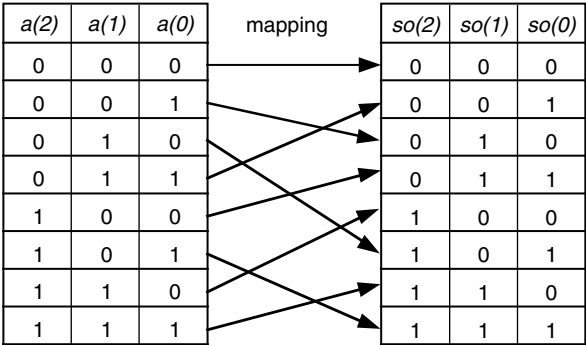 a(2) a(1) a(0) mapping so(2) so(1) so(0)
0 0 0 0 0 0
0 0 1 0 0 1
0 1 0 0 1 0
0 1 1 0 1 1
1 0 0 1 0 0
1 0 1 1 0 1
1 1 0 1 1 0
1 1 1 1 1 1